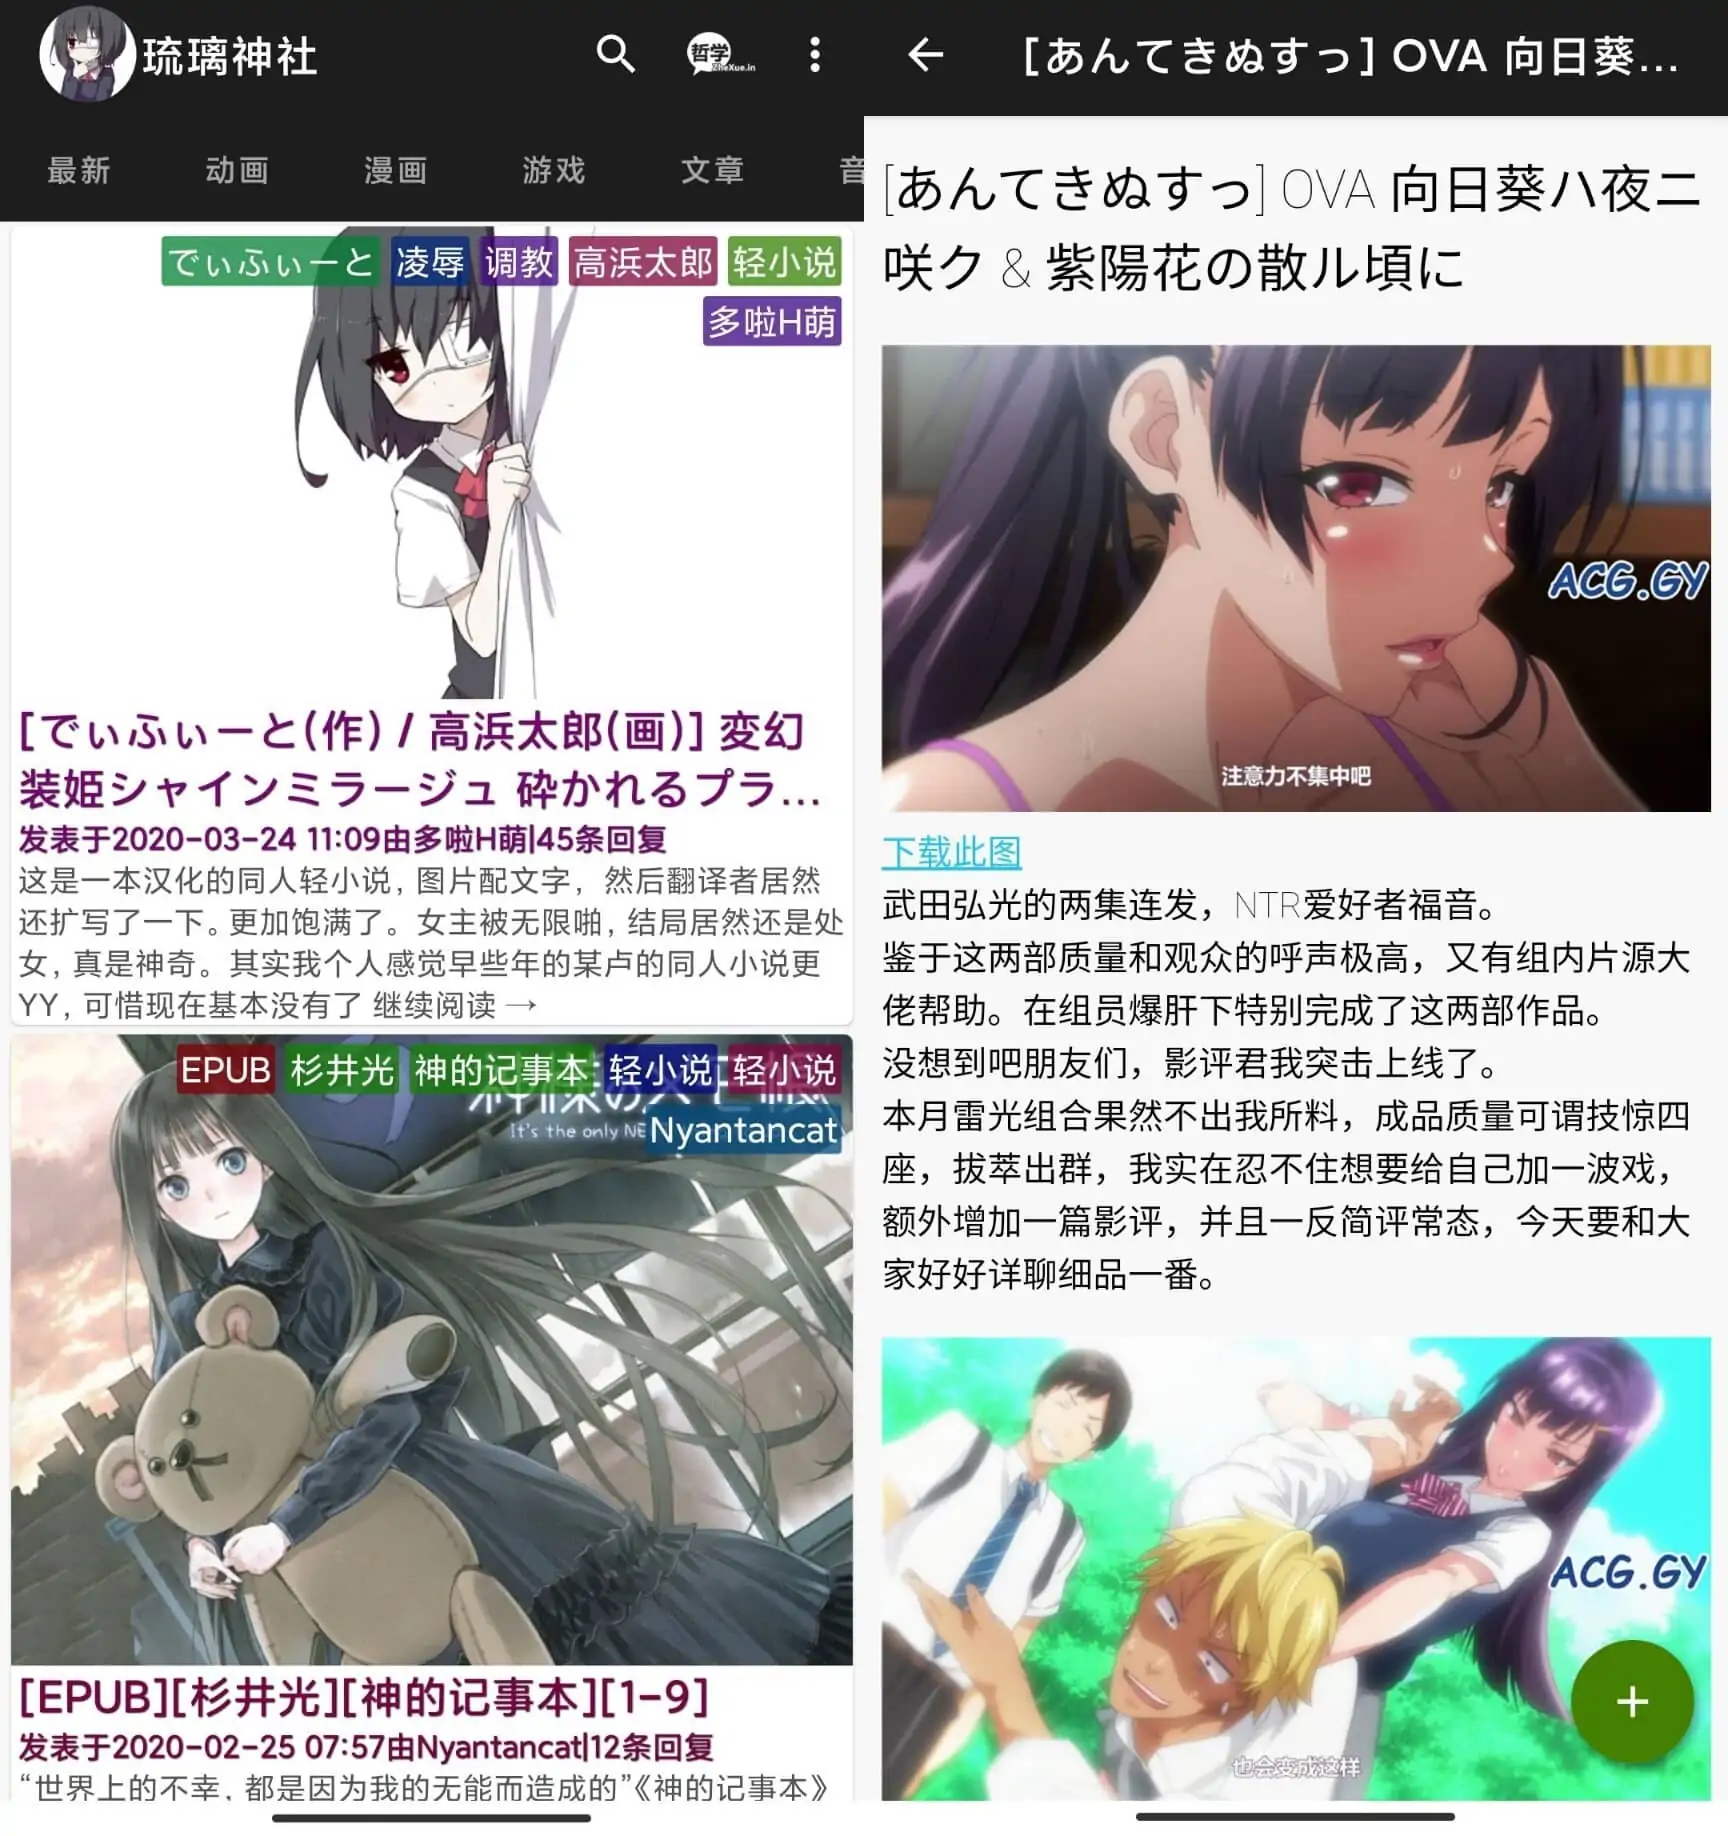 琉璃神社
哲学
TheXue.in
最新 动画 漫画 游戏 文章 音
でぃふぃーと 凌辱 调教 高浜太郎 轻小说
多啦H萌
[でぃふぃーと(作) / 高浜太郎(画)] 変幻
装姫シャインミラージュ 砕かれるプラ...
发表于2020-03-24 11:09由多啦H萌|45条回复
这是一本汉化的同人轻小说, 图片配文字, 然后翻译者居然
还扩写了一下。更加饱满了。女主被无限啪, 结局居然还是处
女, 真是神奇。其实我个人感觉早些年的某卢的同人小说更
YY, 可惜现在基本没有了 继续阅读 →
EPUB 杉井光 神的记事本 轻小说 轻小说
It's the only NE
Nyantancat
[EPUB][杉井光][神的记事本][1-9]
发表于2020-02-25 07:57由Nyantancat|12条回复
“世界上的不幸, 都是因为我的无能而造成的”《神的记事本》
[あんてきぬすっ] OVA 向日葵...
[あんてきぬすっ] OVA 向日葵ハ夜ニ
咲ク & 紫陽花の散ル頃に
ACG.GY
注意力不集中吧
下载此图
武田弘光的两集连发，NTR爱好者福音。
鉴于这两部质量和观众的呼声极高，又有组内片源大
佬帮助。在组员爆肝下特别完成了这两部作品。
没想到吧朋友们，影评君我突击上线了。
本月雷光组合果然不出我所料，成品质量可谓技惊四
座，拔萃出群，我实在忍不住想要给自己加一波戏，
额外增加一篇影评，并且一反简评常态，今天要和大
家好好详聊细品一番。
ACG.GY
也会变成这样